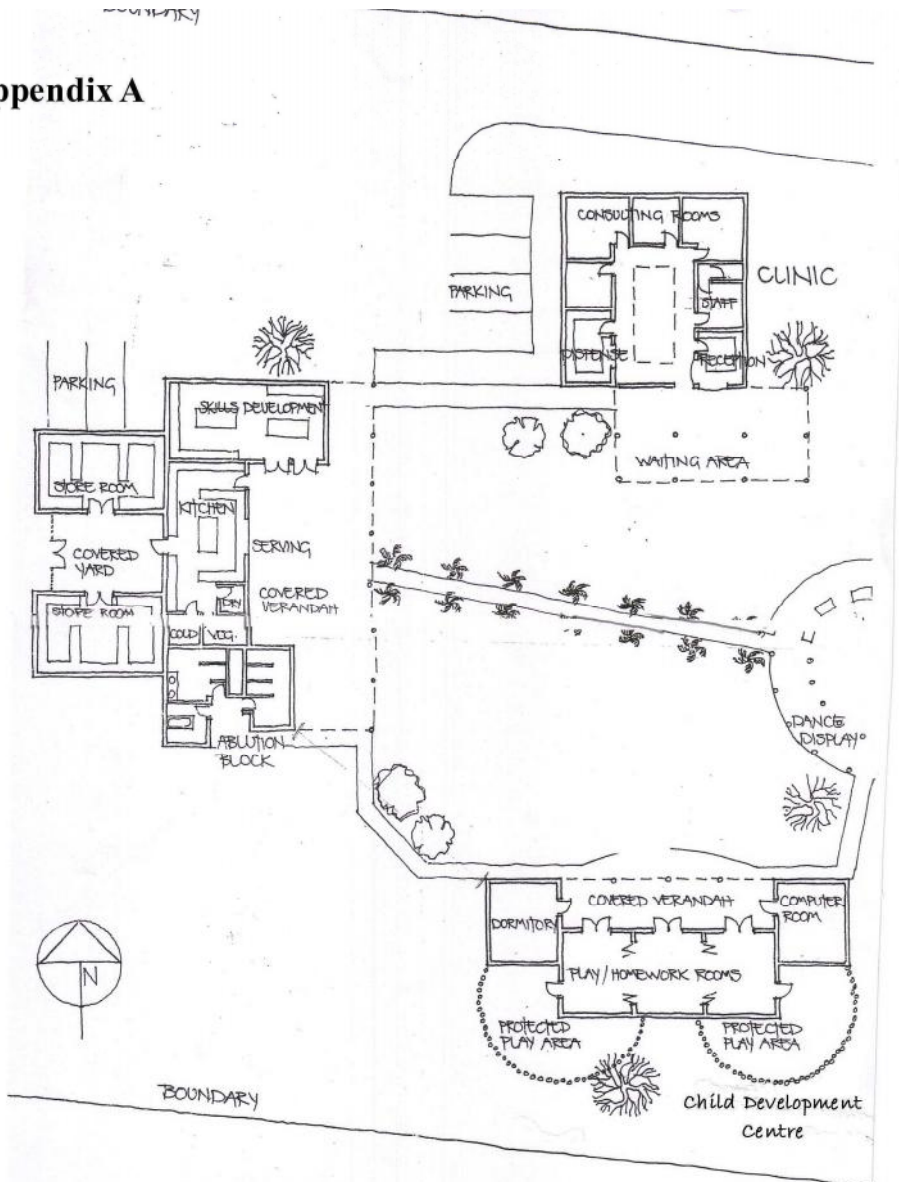 BOUNDARY
ppendix A
CONSULTING ROOMS
CLINIC
PARKING
STAFF
DISPENSE
RECEPTION
WAITING AREA
PARKING
SKILLS DEVELOPMENT
STORE ROOM
KITCHEN
SERVING
COVERED
YARD
COVERED
VERANDAH
DRY
STORE ROOM
COLD
VEG.
ABLUTION
BLOCK
DANCE
DISPLAY
COVERED VERANDAH
COMPUTER
ROOM
DORMITORY
PLAY/HOMEWORK ROOMS
PROTECTED
PLAY AREA
PROTECTED
PLAY AREA
N
BOUNDARY
Child Development
Centre